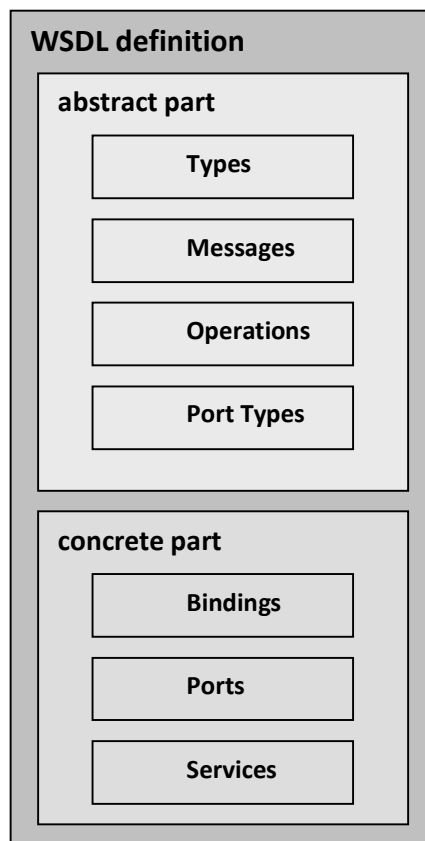 WSDL definition
abstract part
Types
Messages
Operations
Port Types
concrete part
Bindings
Ports
Services